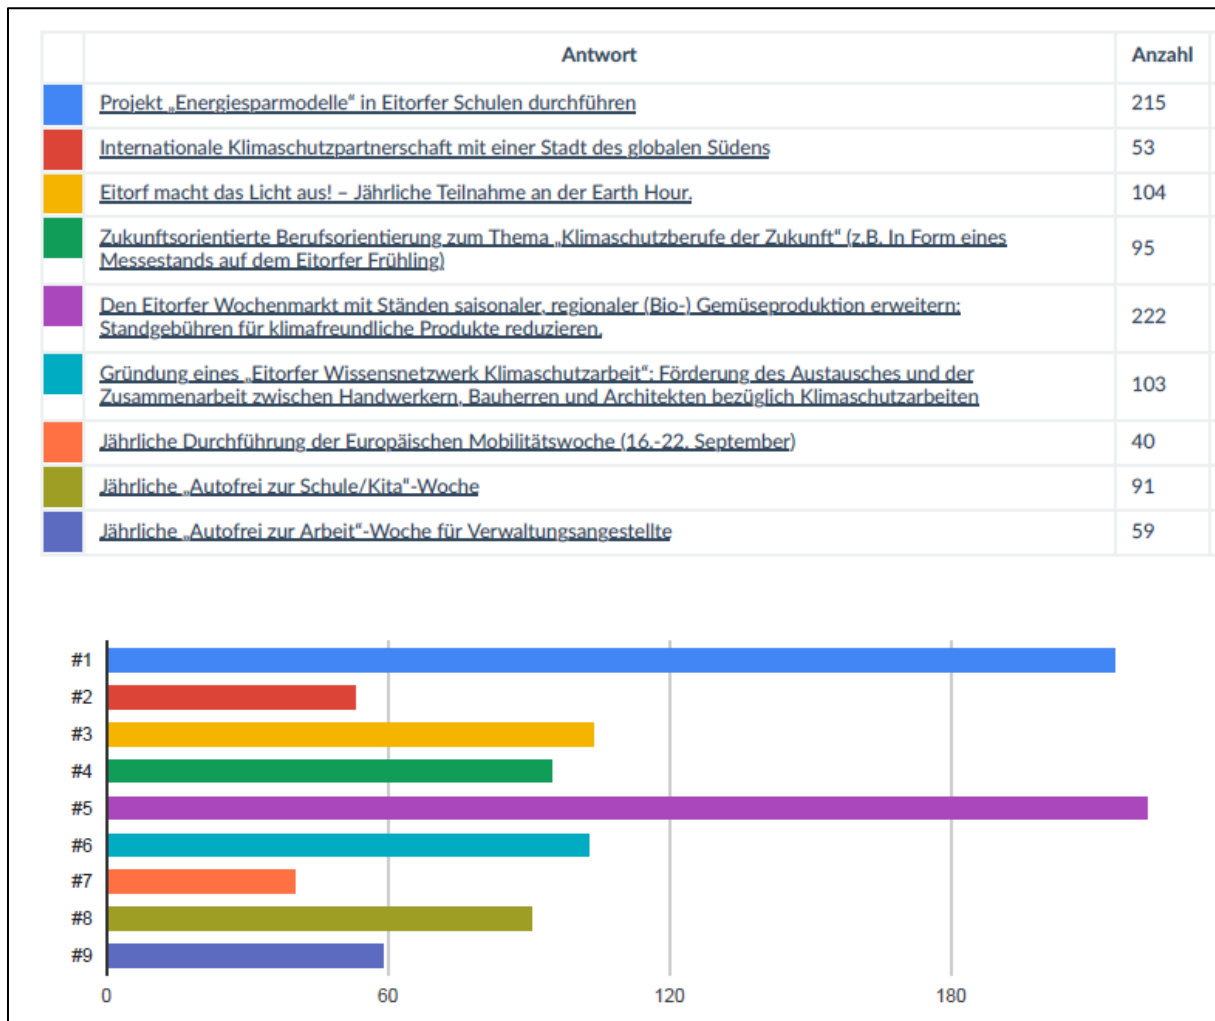 Antwort Anzahl
Projekt „Energiesparmodelle“ in Eitorfer Schulen durchführen 215
Internationale Klimaschutzpartnerschaft mit einer Stadt des globalen Südens 53
Eitorf macht das Licht aus! – Jährliche Teilnahme an der Earth Hour. 104
Zukunftsorientierte Berufsorientierung zum Thema „Klimaschutzberufe der Zukunft“ (z.B. In Form eines
Messestands auf dem Eitorfer Frühling) 95
Den Eitorfer Wochenmarkt mit Ständen saisonaler, regionaler (Bio-) Gemüseproduktion erweitern:
Standgebühren für klimafreundliche Produkte reduzieren. 222
Gründung eines „Eitorfer Wissensnetzwerk Klimaschutzarbeit“: Förderung des Austausches und der
Zusammenarbeit zwischen Handwerkern, Bauherren und Architekten bezüglich Klimaschutzarbeiten 103
Jährliche Durchführung der Europäischen Mobilitätswoche (16.-22. September) 40
Jährliche „Autofrei zur Schule/Kita“-Woche 91
Jährliche „Autofrei zur Arbeit“-Woche für Verwaltungsangestellte 59
#1
#2
#3
#4
#5
#6
#7
#8
#9
0 60 120 180